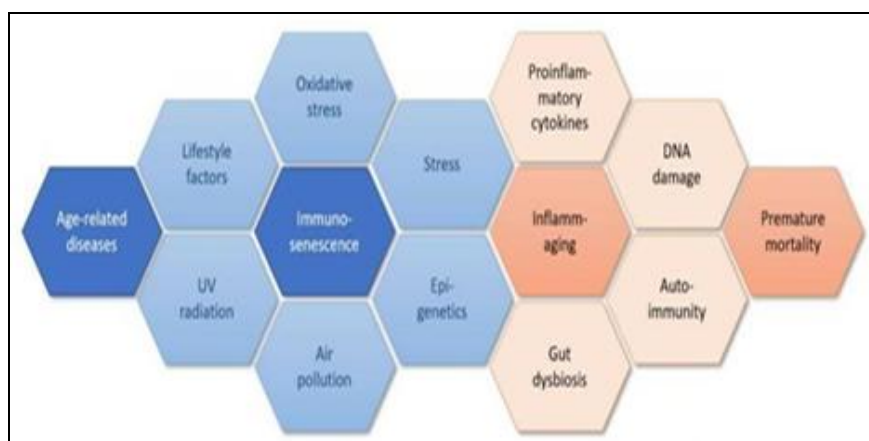 Oxidative
stress
Proinflam-
matory
cytokines
Lifestyle
factors
Stress
DNA
damage
Age-related
diseases
Immuno-
senescence
Inflamm-
aging
Premature
mortality
UV
radiation
Epi-
genetics
Auto-
immunity
Air
pollution
Gut
dysbiosis